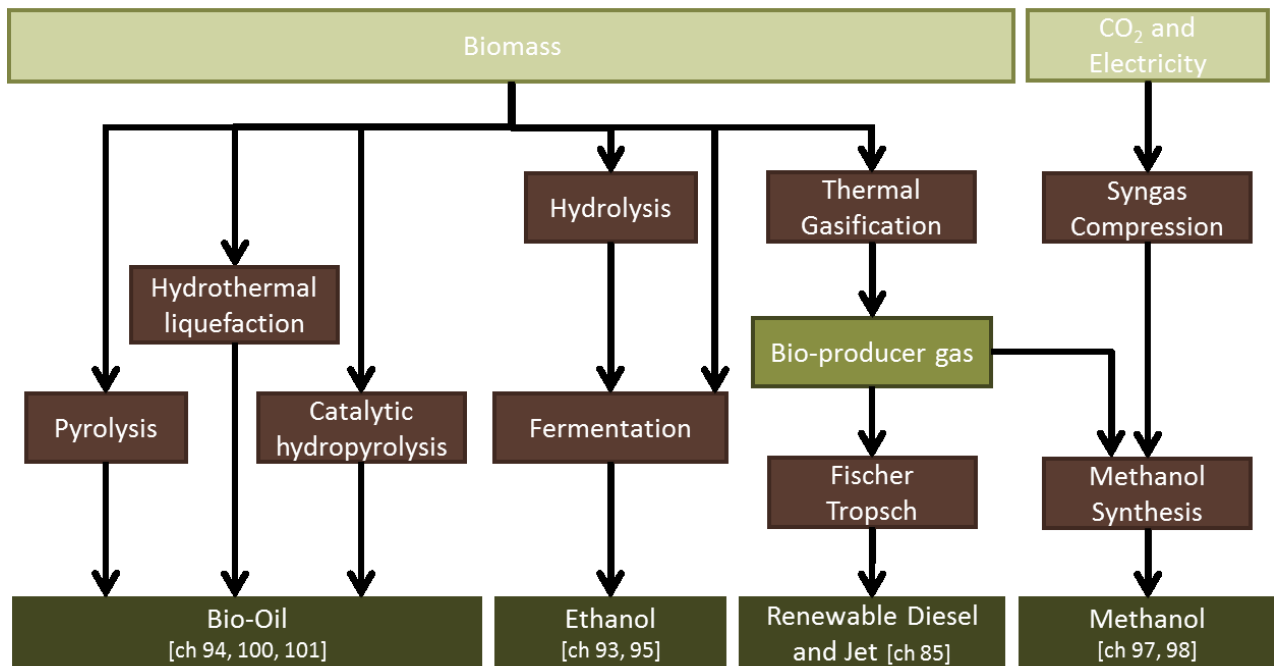 Biomass
CO₂ and
Electricity
Hydrolysis
Thermal
Gasification
Syngas
Compression
Hydrothermal
liquefaction
Bio-producer gas
Pyrolysis
Catalytic
hydropyrolysis
Fermentation
Fischer
Tropsch
Methanol
Synthesis
Bio-Oil
[ch 94, 100, 101]
Ethanol
[ch 93, 95]
Renewable Diesel
and Jet [ch 85]
Methanol
[ch 97, 98]